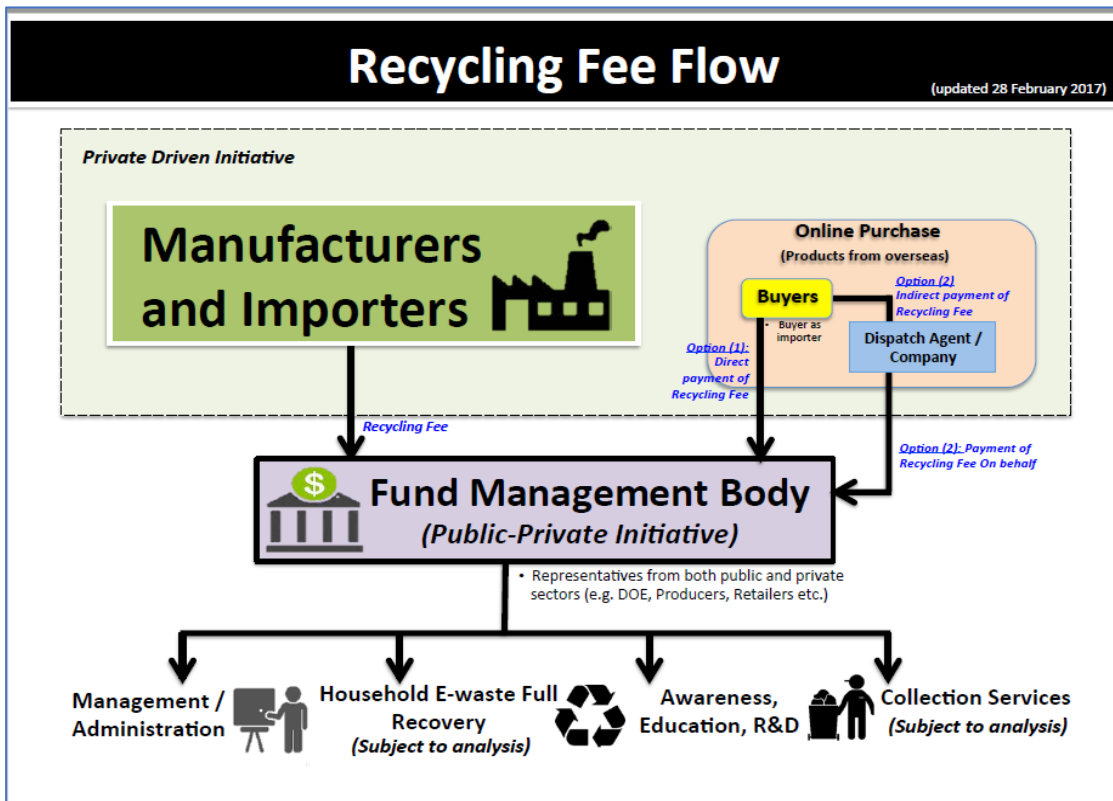 Recycling Fee Flow
(updated 28 February 2017)
Private Driven Initiative
Manufacturers
and Importers
Online Purchase
(Products from overseas)
Buyers
• Buyer as
importer
Option (2)
Indirect payment of
Recycling Fee
Dispatch Agent /
Company
Option (1):
Direct
payment of
Recycling Fee
Recycling Fee
Option (2): Payment of
Recycling Fee On behalf
$
Fund Management Body
(Public-Private Initiative)
• Representatives from both public and private
sectors (e.g. DOE, Producers, Retailers etc.)
Management /
Administration
Household E-waste Full
Recovery
(Subject to analysis)
Awareness,
Education, R&D
Collection Services
(Subject to analysis)